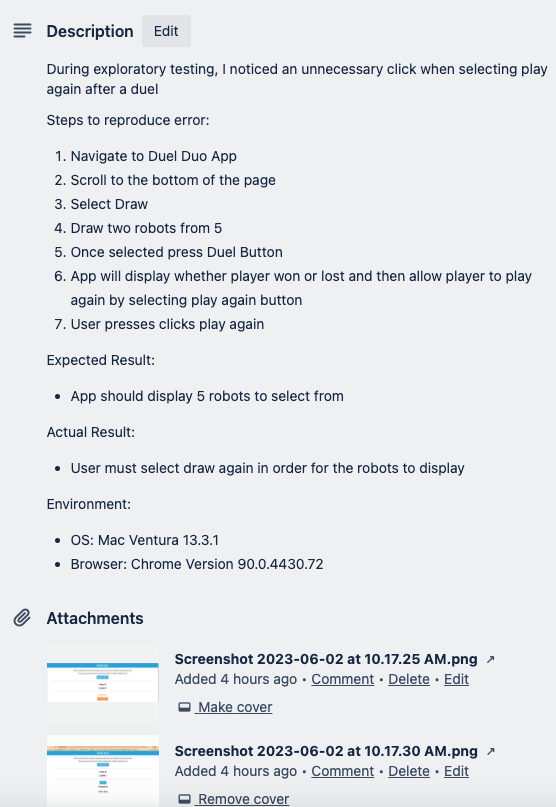 Description Edit
During exploratory testing, I noticed an unnecessary click when selecting play
again after a duel
Steps to reproduce error:
1. Navigate to Duel Duo App
2. Scroll to the bottom of the page
3. Select Draw
4. Draw two robots from 5
5. Once selected press Duel Button
6. App will display whether player won or lost and then allow player to play
again by selecting play again button
7. User presses clicks play again
Expected Result:
• App should display 5 robots to select from
Actual Result:
• User must select draw again in order for the robots to display
Environment:
• OS: Mac Ventura 13.3.1
• Browser: Chrome Version 90.0.4430.72
Attachments
Screenshot 2023-06-02 at 10.17.25 AM.png ↗
Added 4 hours ago • Comment • Delete • Edit
Make cover
Screenshot 2023-06-02 at 10.17.30 AM.png ↗
Added 4 hours ago • Comment • Delete • Edit
Remove cover